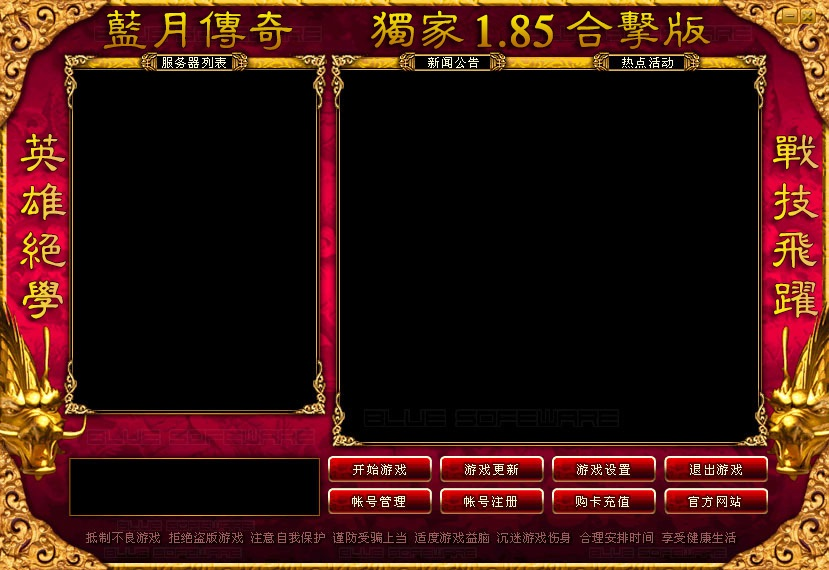 藍月傳奇 獨家1.85合擊版
服务器列表 新闻公告 热点活动
英雄絕學
戰技飛躍
BLUE SOFEWARE
BLUE SOFEWARE
开始游戏 游戏更新 游戏设置 退出游戏
帐号管理 帐号注册 购卡充值 官方网站
抵制不良游戏 拒绝盗版游戏 注意自我保护 谨防受骗上当 适度游戏益脑 沉迷游戏伤身 合理安排时间 享受健康生活